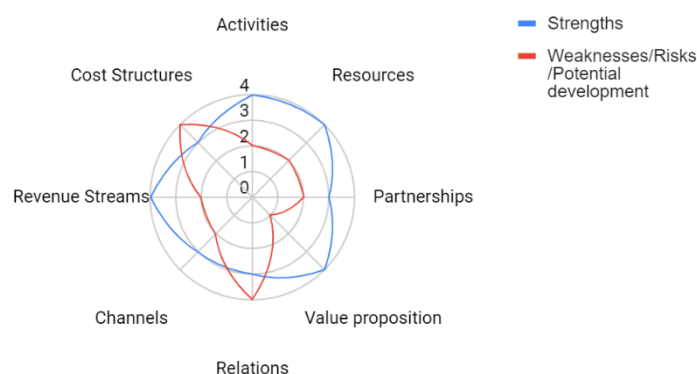 Activities
Strengths
Weaknesses/Risks
/Potential
development
Cost Structures
Resources
4
3
2
1
0
Revenue Streams
Partnerships
Channels
Value proposition
Relations